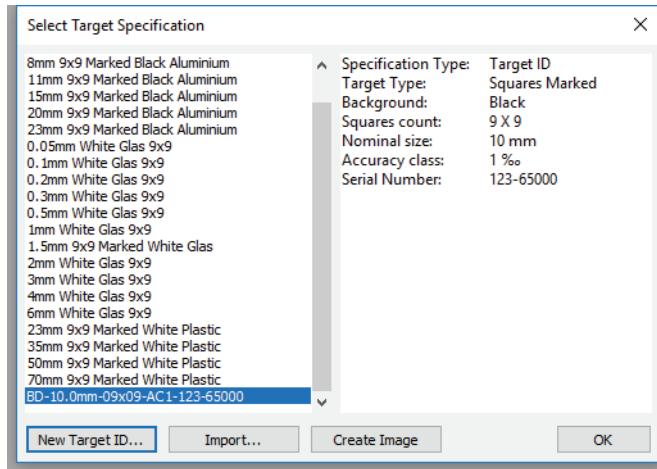 Select Target Specification
8mm 9x9 Marked Black Aluminium
11mm 9x9 Marked Black Aluminium
15mm 9x9 Marked Black Aluminium
20mm 9x9 Marked Black Aluminium
23mm 9x9 Marked Black Aluminium
0.05mm White Glas 9x9
0.1mm White Glas 9x9
0.2mm White Glas 9x9
0.3mm White Glas 9x9
0.5mm White Glas 9x9
1mm White Glas 9x9
1.5mm 9x9 Marked White Glas
2mm White Glas 9x9
3mm White Glas 9x9
4mm White Glas 9x9
6mm White Glas 9x9
23mm 9x9 Marked White Plastic
35mm 9x9 Marked White Plastic
50mm 9x9 Marked White Plastic
70mm 9x9 Marked White Plastic
BD-10.0mm-09x09-AC1-123-65000
Specification Type: Target ID
Target Type: Squares Marked
Background: Black
Squares count: 9 X 9
Nominal size: 10 mm
Accuracy class: 1 ‰
Serial Number: 123-65000
New Target ID... Import... Create Image OK